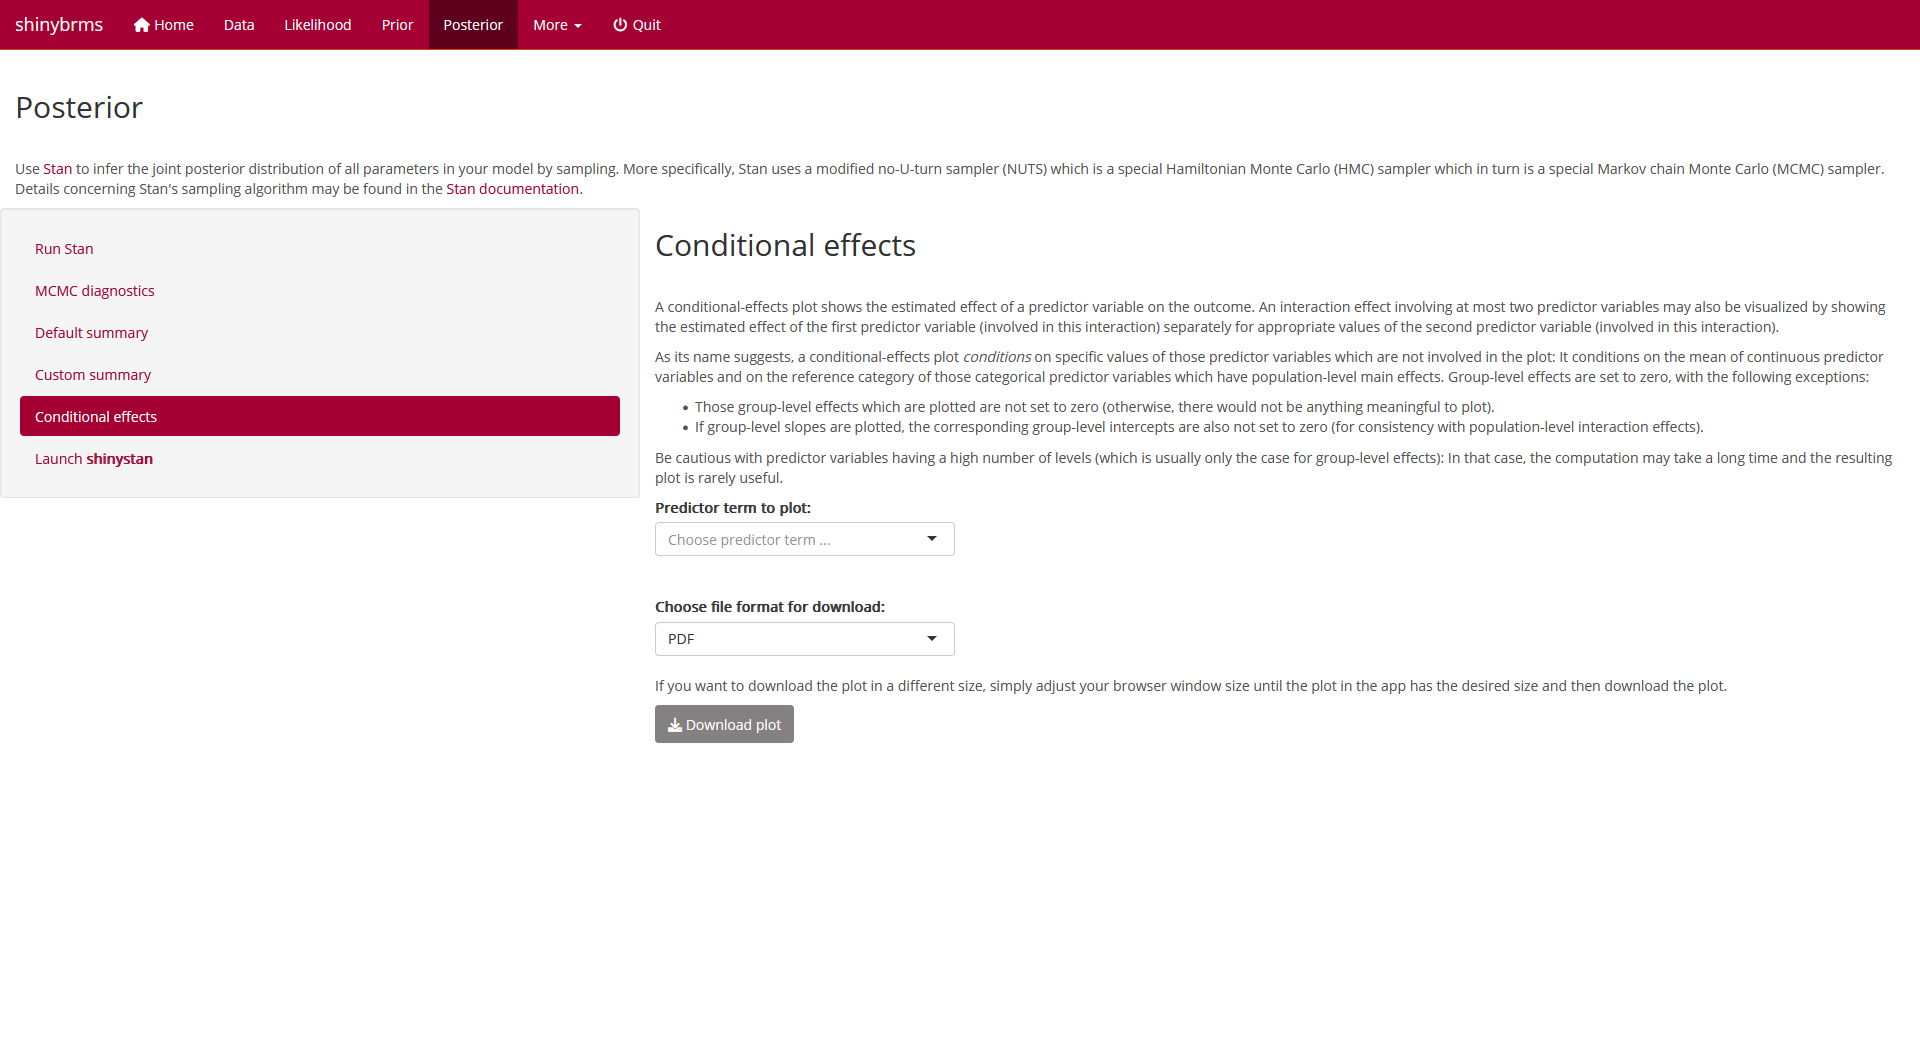 shinybrms Home Data Likelihood Prior Posterior More Quit
Posterior
Use Stan to infer the joint posterior distribution of all parameters in your model by sampling. More specifically, Stan uses a modified no-U-turn sampler (NUTS) which is a special Hamiltonian Monte Carlo (HMC) sampler which in turn is a special Markov chain Monte Carlo (MCMC) sampler.
Details concerning Stan's sampling algorithm may be found in the Stan documentation.
Run Stan
MCMC diagnostics
Default summary
Custom summary
Conditional effects
Launch shinystan
Conditional effects
A conditional-effects plot shows the estimated effect of a predictor variable on the outcome. An interaction effect involving at most two predictor variables may also be visualized by showing
the estimated effect of the first predictor variable (involved in this interaction) separately for appropriate values of the second predictor variable (involved in this interaction).
As its name suggests, a conditional-effects plot conditions on specific values of those predictor variables which are not involved in the plot: It conditions on the mean of continuous predictor
variables and on the reference category of those categorical predictor variables which have population-level main effects. Group-level effects are set to zero, with the following exceptions:
• Those group-level effects which are plotted are not set to zero (otherwise, there would not be anything meaningful to plot).
• If group-level slopes are plotted, the corresponding group-level intercepts are also not set to zero (for consistency with population-level interaction effects).
Be cautious with predictor variables having a high number of levels (which is usually only the case for group-level effects): In that case, the computation may take a long time and the resulting
plot is rarely useful.
Predictor term to plot:
Choose predictor term ...
Choose file format for download:
PDF
If you want to download the plot in a different size, simply adjust your browser window size until the plot in the app has the desired size and then download the plot.
Download plot